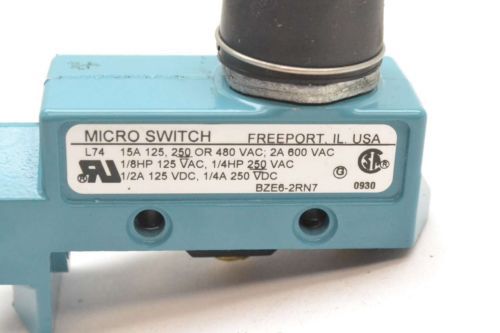 MICRO SWITCH FREEPORT, IL, USA
L74 15A 125, 250 OR 480 VAC; 2A 600 VAC
1/8HP 125 VAC, 1/4HP 250 VAC
1/2A 125 VDC, 1/4A 250 VDC
BZE6-2RN7 0930